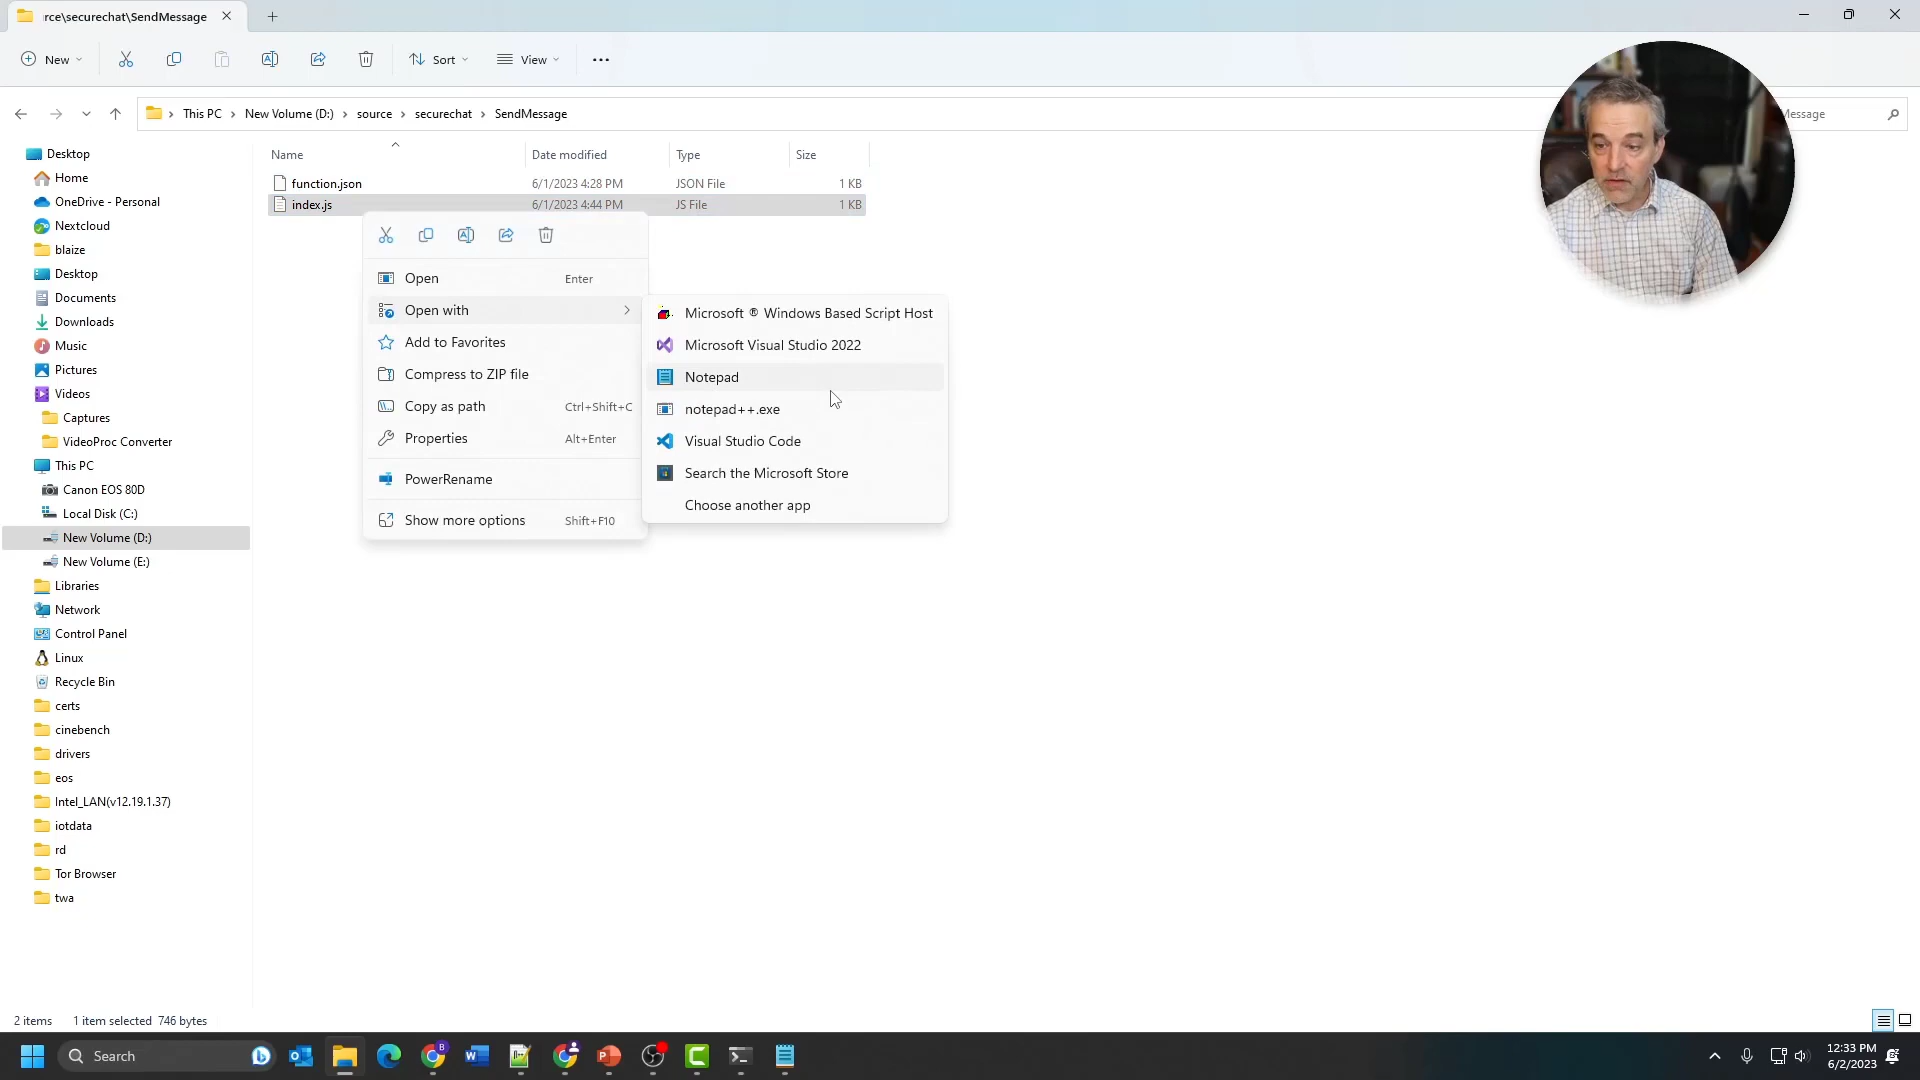 rce\securechat\SendMessage
New
Sort
View
This PC > New Volume (D:) > source > securechat > SendMessage
Message
Name
Date modified
Type
Size
function.json
6/1/2023 4:28 PM
JSON File
1 KB
index.js
6/1/2023 4:44 PM
JS File
1 KB
Open
Enter
Open with
Add to Favorites
Compress to ZIP file
Copy as path
Ctrl+Shift+C
Properties
Alt+Enter
PowerRename
Show more options
Shift+F10
Microsoft ® Windows Based Script Host
Microsoft Visual Studio 2022
Notepad
notepad++.exe
Visual Studio Code
Search the Microsoft Store
Choose another app
Desktop
Home
OneDrive - Personal
Nextcloud
blaize
Desktop
Documents
Downloads
Music
Pictures
Videos
Captures
VideoProc Converter
This PC
Canon EOS 80D
Local Disk (C:)
New Volume (D:)
New Volume (E:)
Libraries
Network
Control Panel
Linux
Recycle Bin
certs
cinebench
drivers
eos
Intel_LAN(v12.19.1.37)
iotdata
rd
Tor Browser
twa
2 items
1 item selected 746 bytes
Search
12:33 PM
6/2/2023